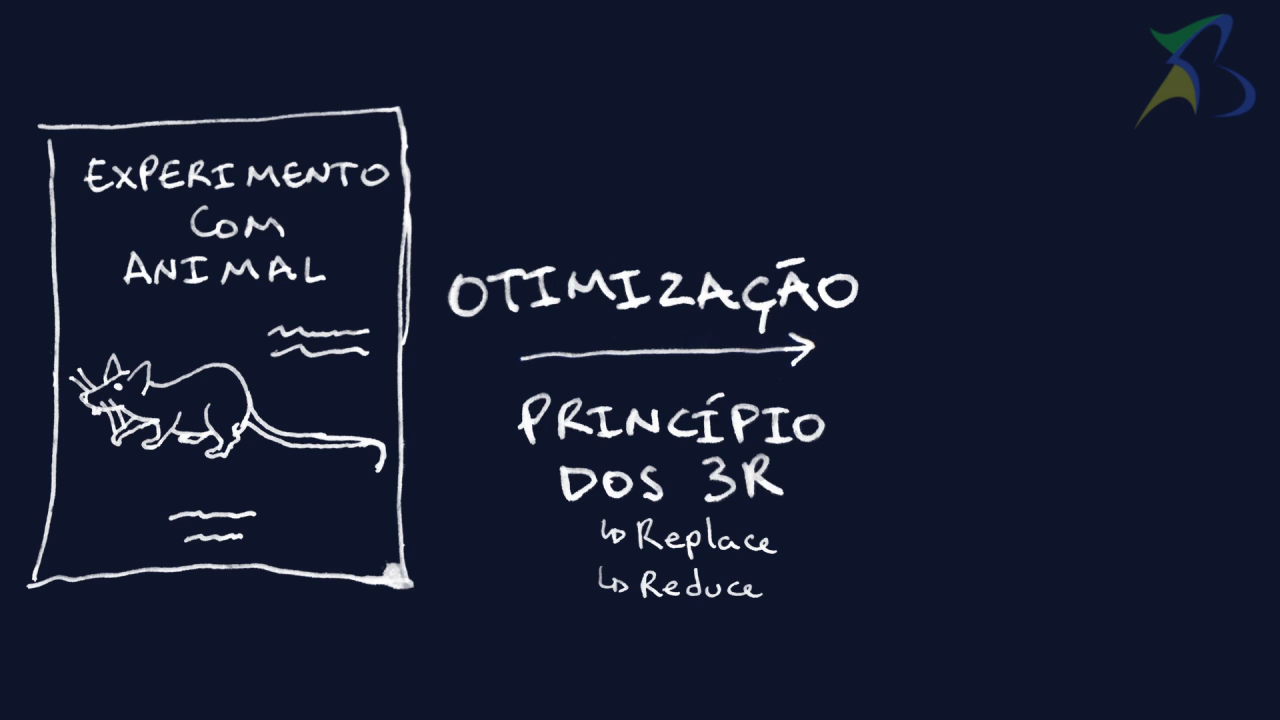 EXPERIMENTO
COM
ANIMAL
OTIMIZAÇÃO
PRINCÍPIO
DOS 3R
↳ Replace
↳ Reduce